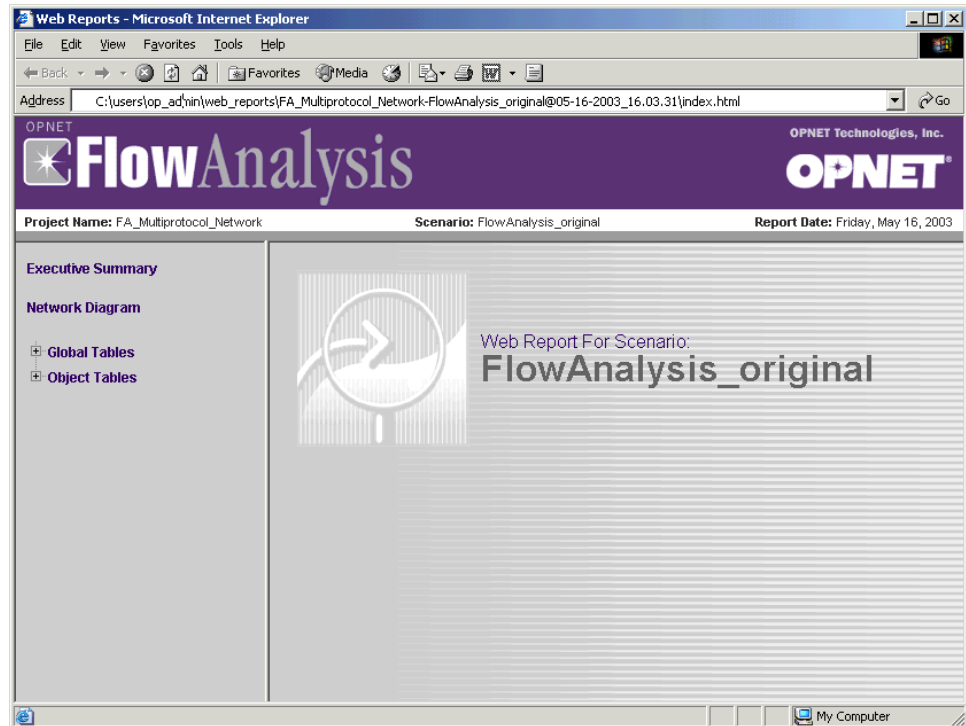 Web Reports - Microsoft Internet Explorer
File Edit View Favorites Tools Help
Back Favorites Media W
Address C:\users\op_admin\web_reports\FA_Multiprotocol_Network-FlowAnalysis_original@05-16-2003_16.03.31\index.html Go
OPNET
FlowAnalysis
OPNET Technologies, Inc.
OPNET®
Project Name: FA_Multiprotocol_Network Scenario: FlowAnalysis_original Report Date: Friday, May 16, 2003
Executive Summary
Network Diagram
Global Tables
Object Tables
Web Report For Scenario:
FlowAnalysis_original
My Computer